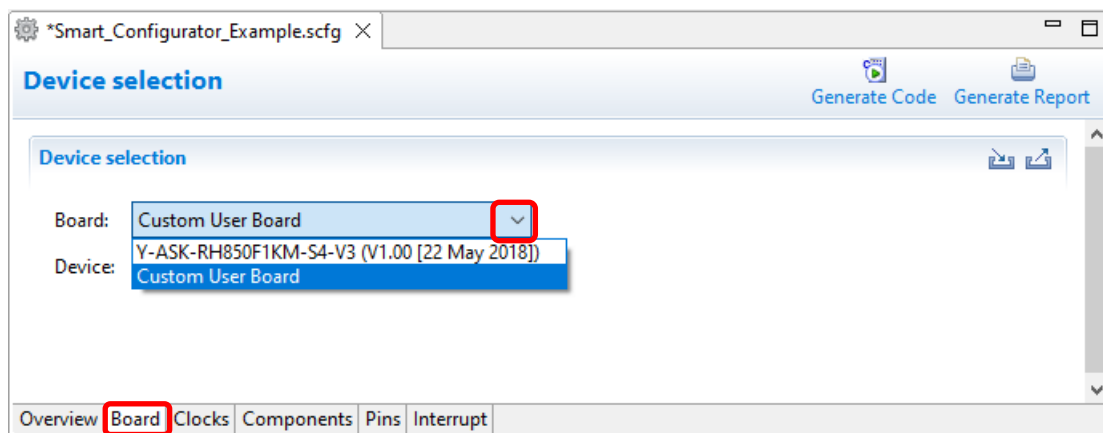 *Smart_Configurator_Example.scfg
Device selection
Generate Code Generate Report
Device selection
Board: Custom User Board
Y-ASK-RH850F1KM-S4-V3 (V1.00 [22 May 2018])
Device:
Custom User Board
Overview Board Clocks Components Pins Interrupt